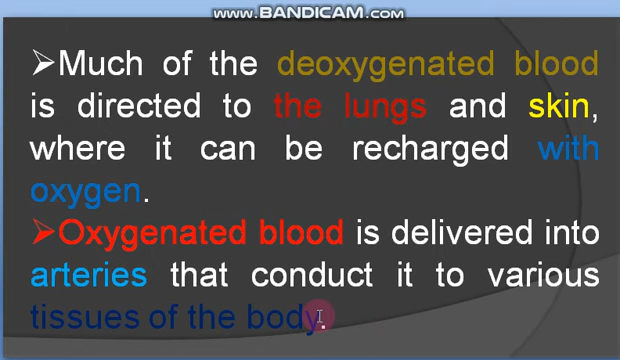 www.BANDICAM.com
➢Much of the deoxygenated blood
is directed to the lungs and skin,
where it can be recharged with
oxygen.
➢Oxygenated blood is delivered into
arteries that conduct it to various
tissues of the body.